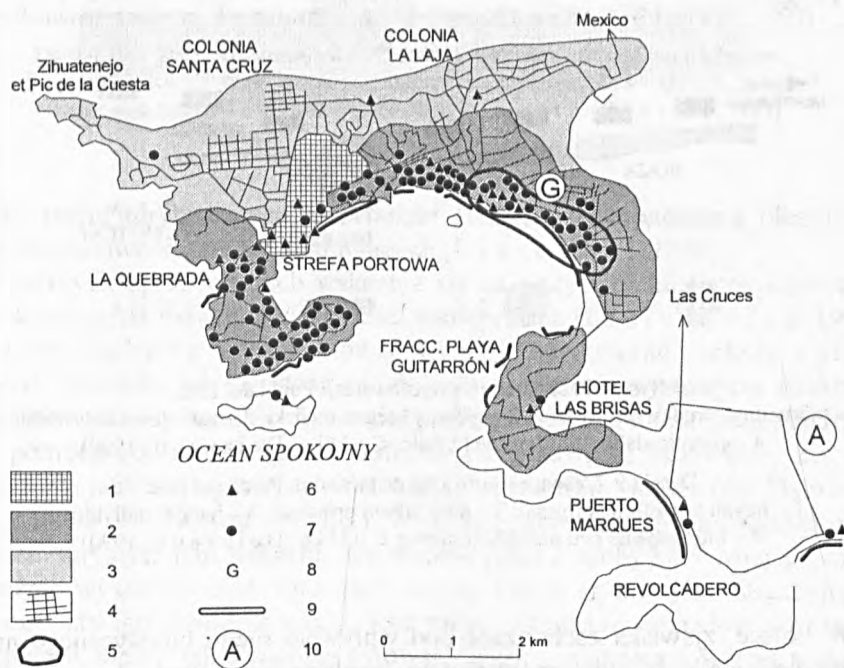 Mexico
COLONIA
SANTA CRUZ
COLONIA
LA LAJA
Zihuatenejo
et Pic de la Cuesta
G
LA QUEBRADA
STREFA PORTOWA
Las Cruces
FRACC. PLAYA
GUITARRÓN
HOTEL
LAS BRISAS
A
OCEAN SPOKOJNY
PUERTO
MARQUES
REVOLCADERO
1 6
2 7
3 G 8
4 9
5 A 10
0 1 2 km